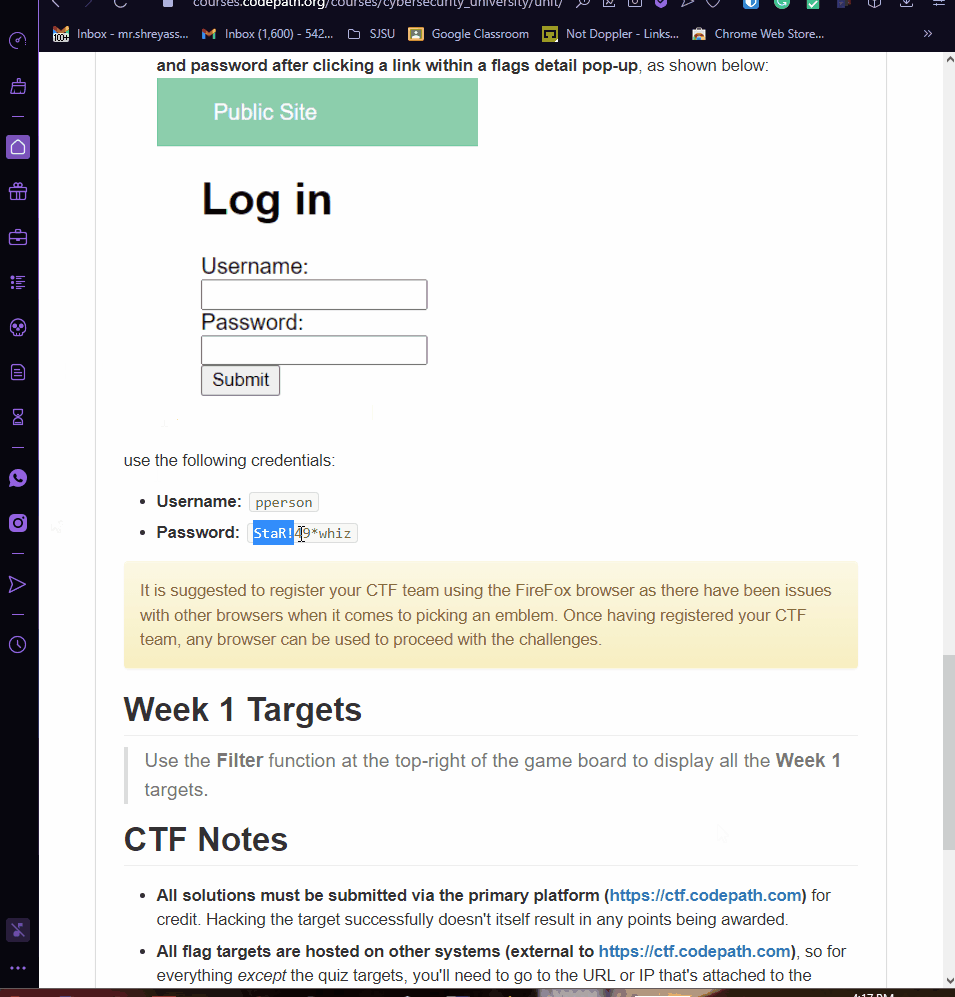 courses.codepath.org/courses/cybersecurity_university/unit/
100+ Inbox - mr.shreyass... Inbox (1,600) - 542... SJSU Google Classroom Not Doppler - Links... Chrome Web Store... »
and password after clicking a link within a flags detail pop-up, as shown below:
Public Site
Log in
Username:
Password:
Submit
use the following credentials:
• Username: pperson
• Password: StaR!49*whiz
It is suggested to register your CTF team using the FireFox browser as there have been issues
with other browsers when it comes to picking an emblem. Once having registered your CTF
team, any browser can be used to proceed with the challenges.
Week 1 Targets
Use the Filter function at the top-right of the game board to display all the Week 1
targets.
CTF Notes
• All solutions must be submitted via the primary platform (https://ctf.codepath.com) for
credit. Hacking the target successfully doesn't itself result in any points being awarded.
• All flag targets are hosted on other systems (external to https://ctf.codepath.com), so for
everything except the quiz targets, you'll need to go to the URL or IP that's attached to the
4:17 PM